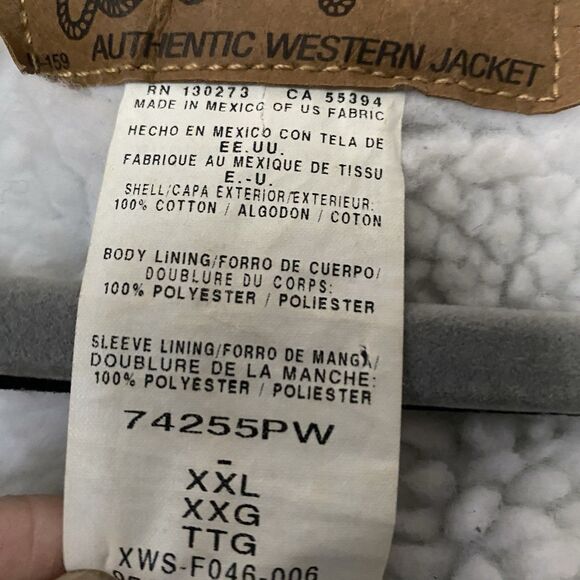 AUTHENTIC WESTERN JACKET
RN 130273 / CA 55394
MADE IN MEXICO OF US FABRIC
HECHO EN MEXICO CON TELA DE
EE.UU.
FABRIQUE AU MEXIQUE DE TISSU
E.-U.
SHELL/CAPA EXTERIOR/EXTERIEUR:
100% COTTON / ALGODON / COTON
BODY LINING/FORRO DE CUERPO/
DOUBLURE DU CORPS:
100% POLYESTER / POLIESTER
SLEEVE LINING/FORRO DE MANGA/
DOUBLURE DE LA MANCHE:
100% POLYESTER / POLIESTER
74255PW
-
XXL
XXG
TTG
XWS-F046-006